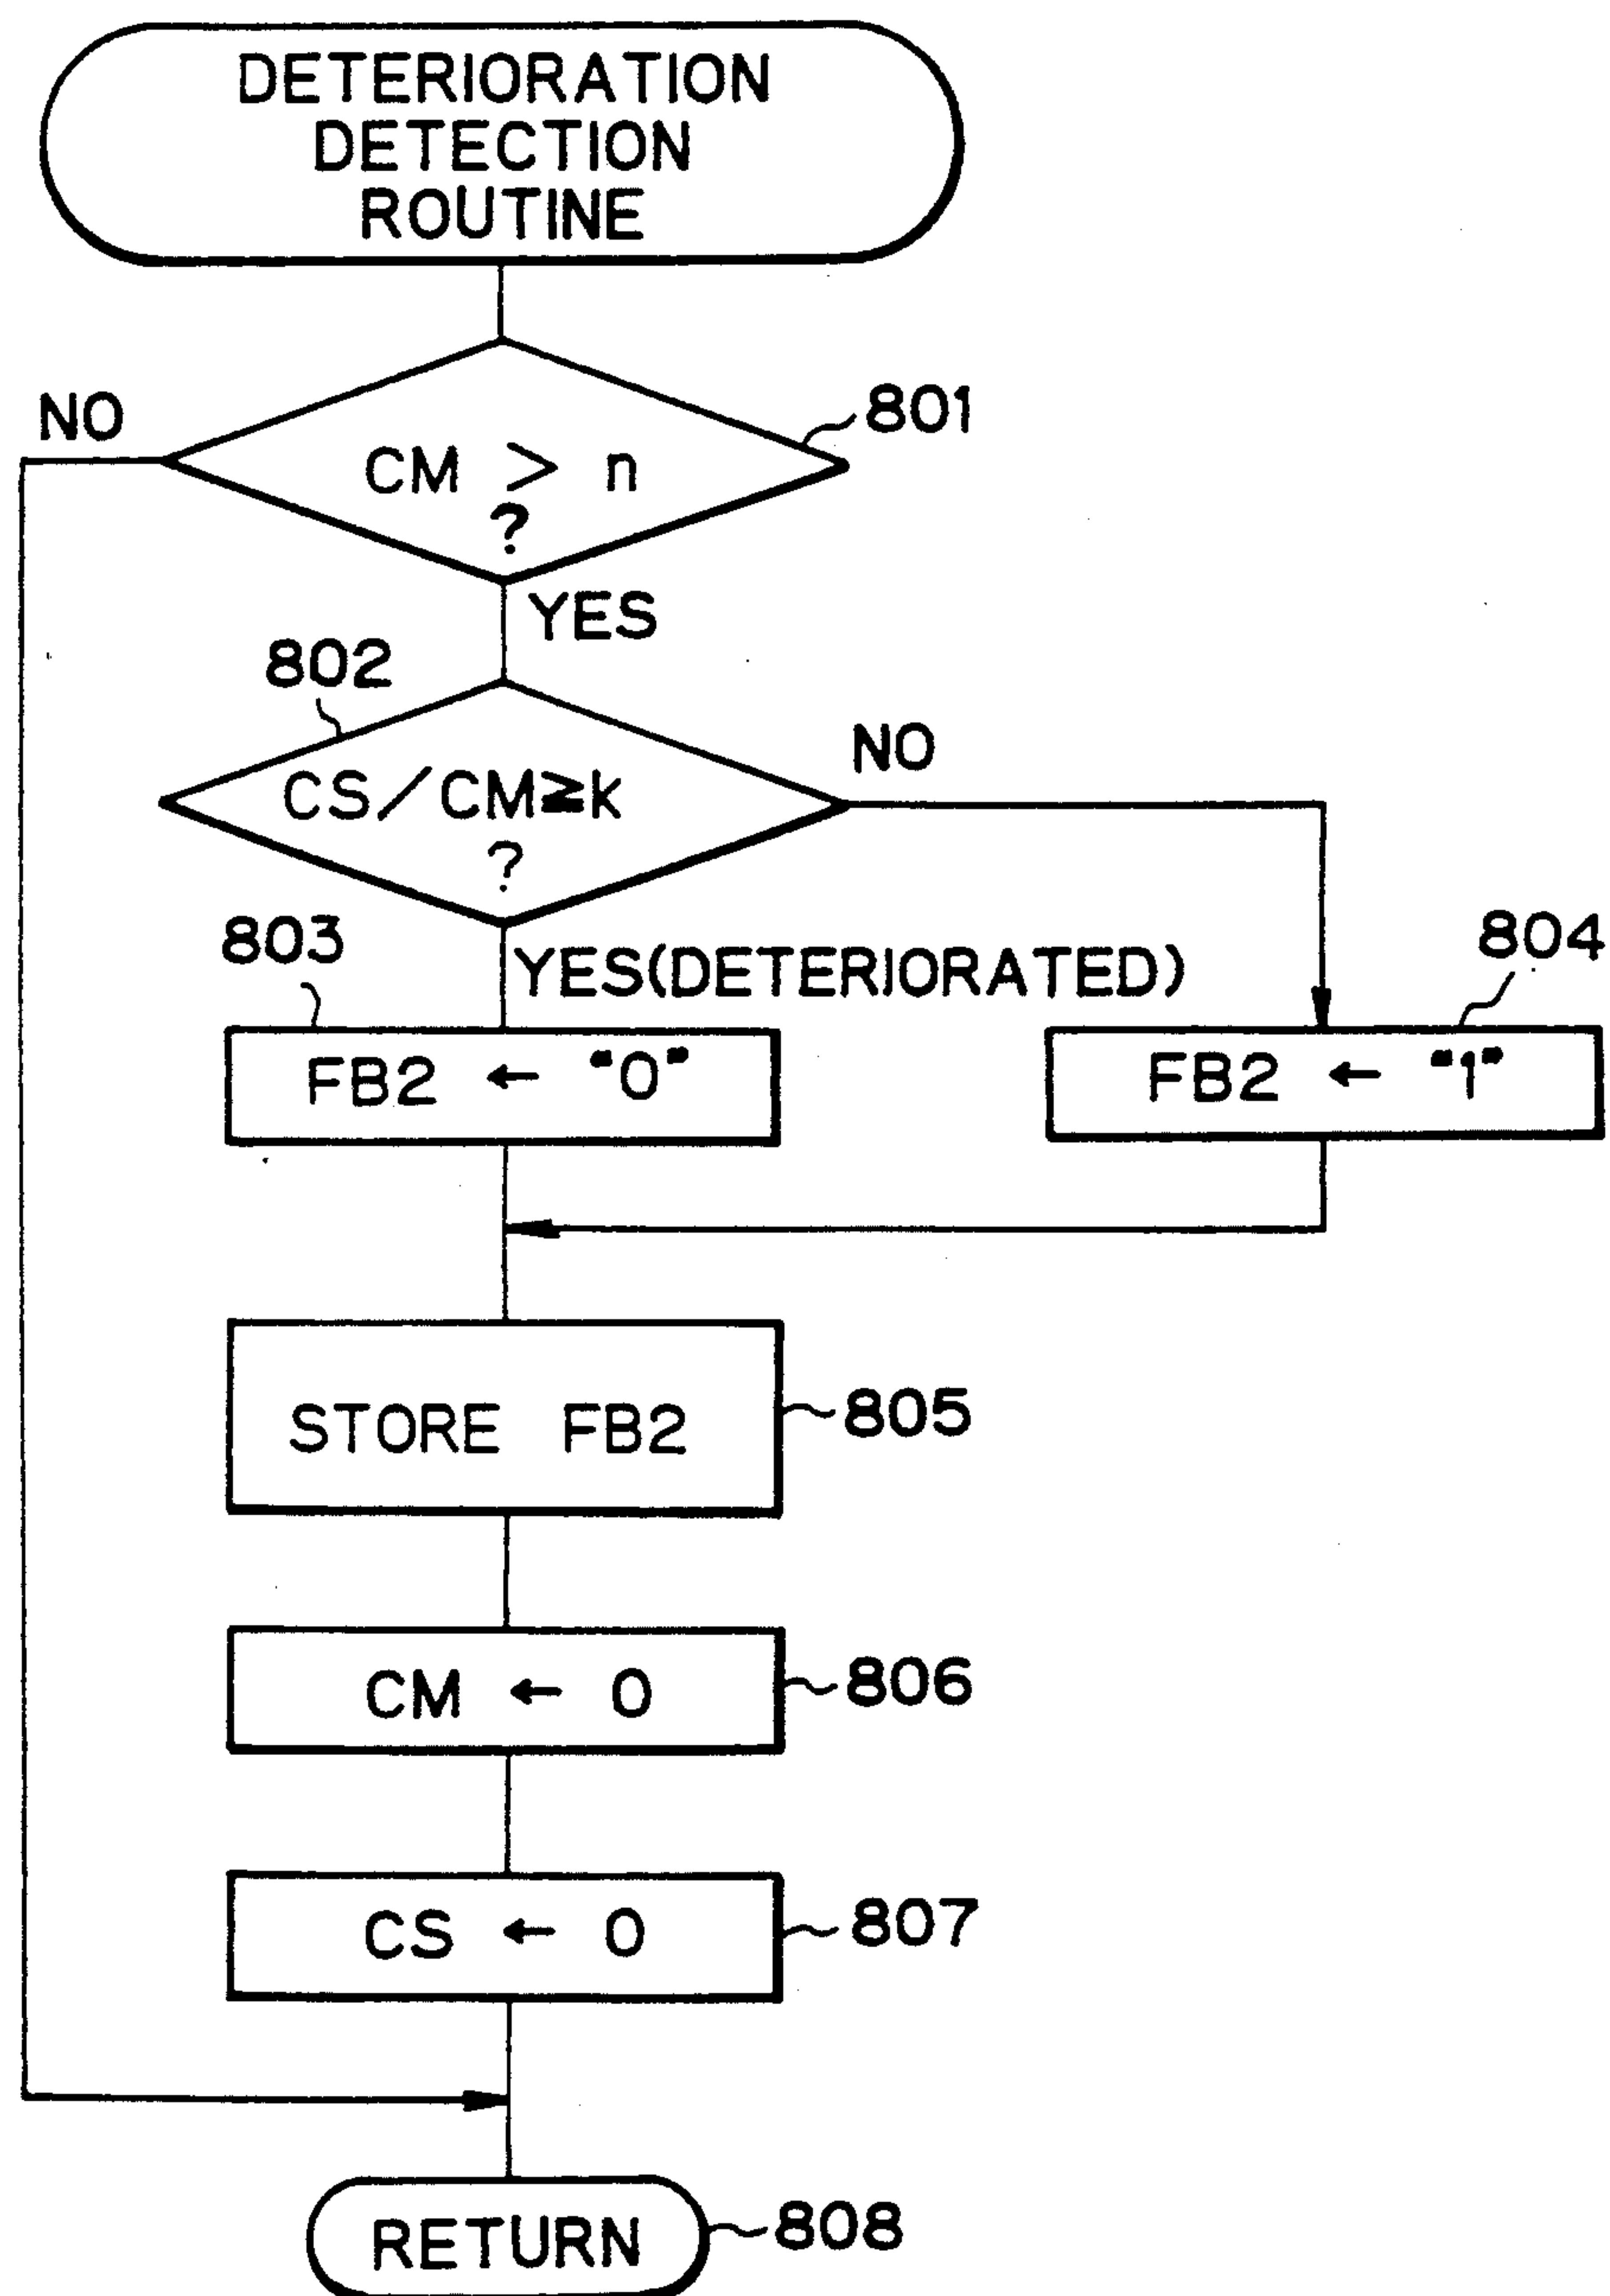 DETERIORATION
DETECTION
ROUTINE
NO
801
CM > n
?
YES
802
NO
CS/CM≧k
?
803
YES(DETERIORATED)
804
FB2 ← "0"
FB2 ← "1"
STORE FB2
805
CM ← 0
806
CS ← 0
807
RETURN
808